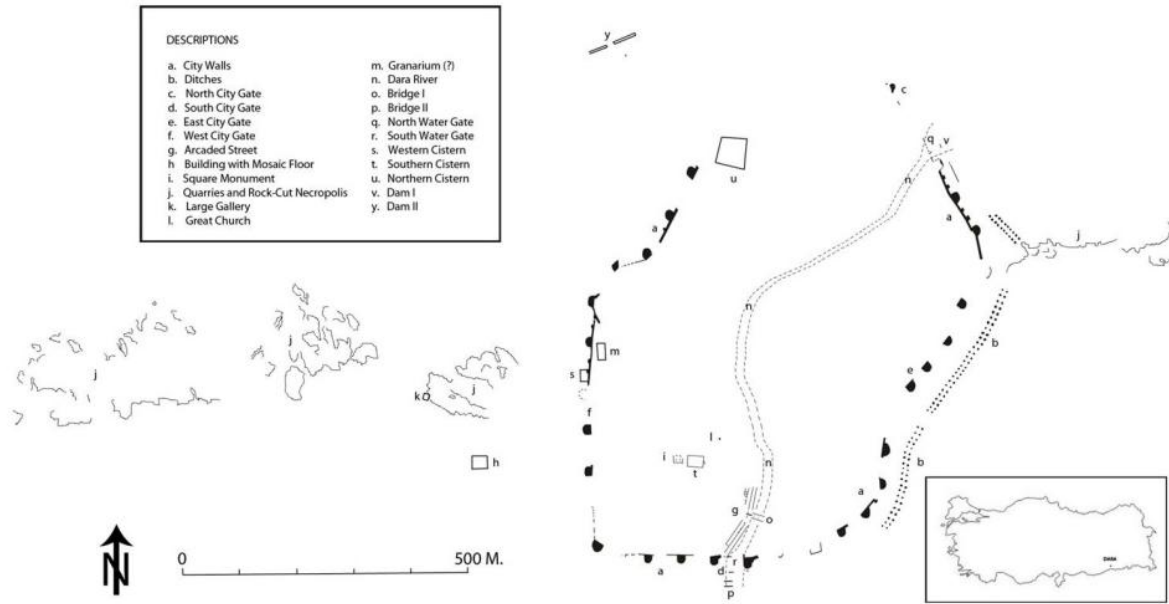 DESCRIPTIONS
a. City Walls
b. Ditches
c. North City Gate
d. South City Gate
e. East City Gate
f. West City Gate
g. Arcaded Street
h Building with Mosaic Floor
i. Square Monument
j. Quarries and Rock-Cut Necropolis
k. Large Gallery
l. Great Church
m. Granarium (?)
n. Dara River
o. Bridge I
p. Bridge II
q. North Water Gate
r. South Water Gate
s. Western Cistern
t. Southern Cistern
u. Northern Cistern
v. Dam I
y. Dam II
y
c
q v
u
n
a
a
j
n
j
j
m
b
s
e
j
k
f
l
i
t
n
h
b
a
g
o
a
d
r
p
N
0 500 M.
DARA